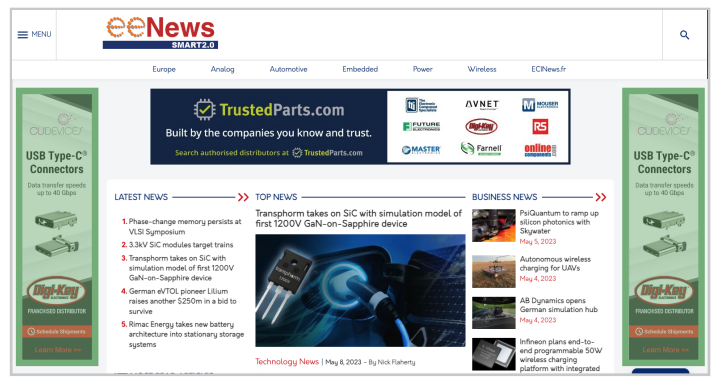 MENU
eeNews
SMART2.0
Europe
Analog
Automotive
Embedded
Power
Wireless
ECINews.fr
CUIDEVICES
USB Type-C®
Connectors
Data transfer speeds
up to 40 Gbps
Digi-Key
ELECTRONICS
FRANCHISED DISTRIBUTOR
Schedule Shipments
Learn More >>
TrustedParts.com
Built by the companies you know and trust.
Search authorised distributors at TrustedParts.com
AVNET
MOUSER
ELECTRONICS
FUTURE
ELECTRONICS
Digi-Key
RS
MASTER
Farnell
online
components
LATEST NEWS
1. Phase-change memory persists at
VLSI Symposium
2. 3.3kV SiC modules target trains
3. Transphorm takes on SiC with
simulation model of first 1200V
GaN-on-Sapphire device
4. German eVTOL pioneer Lilium
raises another $250m in a bid to
survive
5. Rimac Energy takes new battery
architecture into stationary storage
systems
TOP NEWS
Transphorm takes on SiC with simulation model of
first 1200V GaN-on-Sapphire device
transphorm
1200V
Technology News | May 8, 2023 - By Nick Flaherty
BUSINESS NEWS
PsiQuantum to ramp up
silicon photonics with
Skywater
May 5, 2023
Autonomous wireless
charging for UAVs
May 4, 2023
AB Dynamics opens
German simulation hub
May 4, 2023
Infineon plans end-to-
end programmable 50W
wireless charging
platform with integrated
CUIDEVICES
USB Type-C®
Connectors
Data transfer speeds
up to 40 Gbps
Digi-Key
ELECTRONICS
FRANCHISED DISTRIBUTOR
Schedule Shipments
Learn More >>